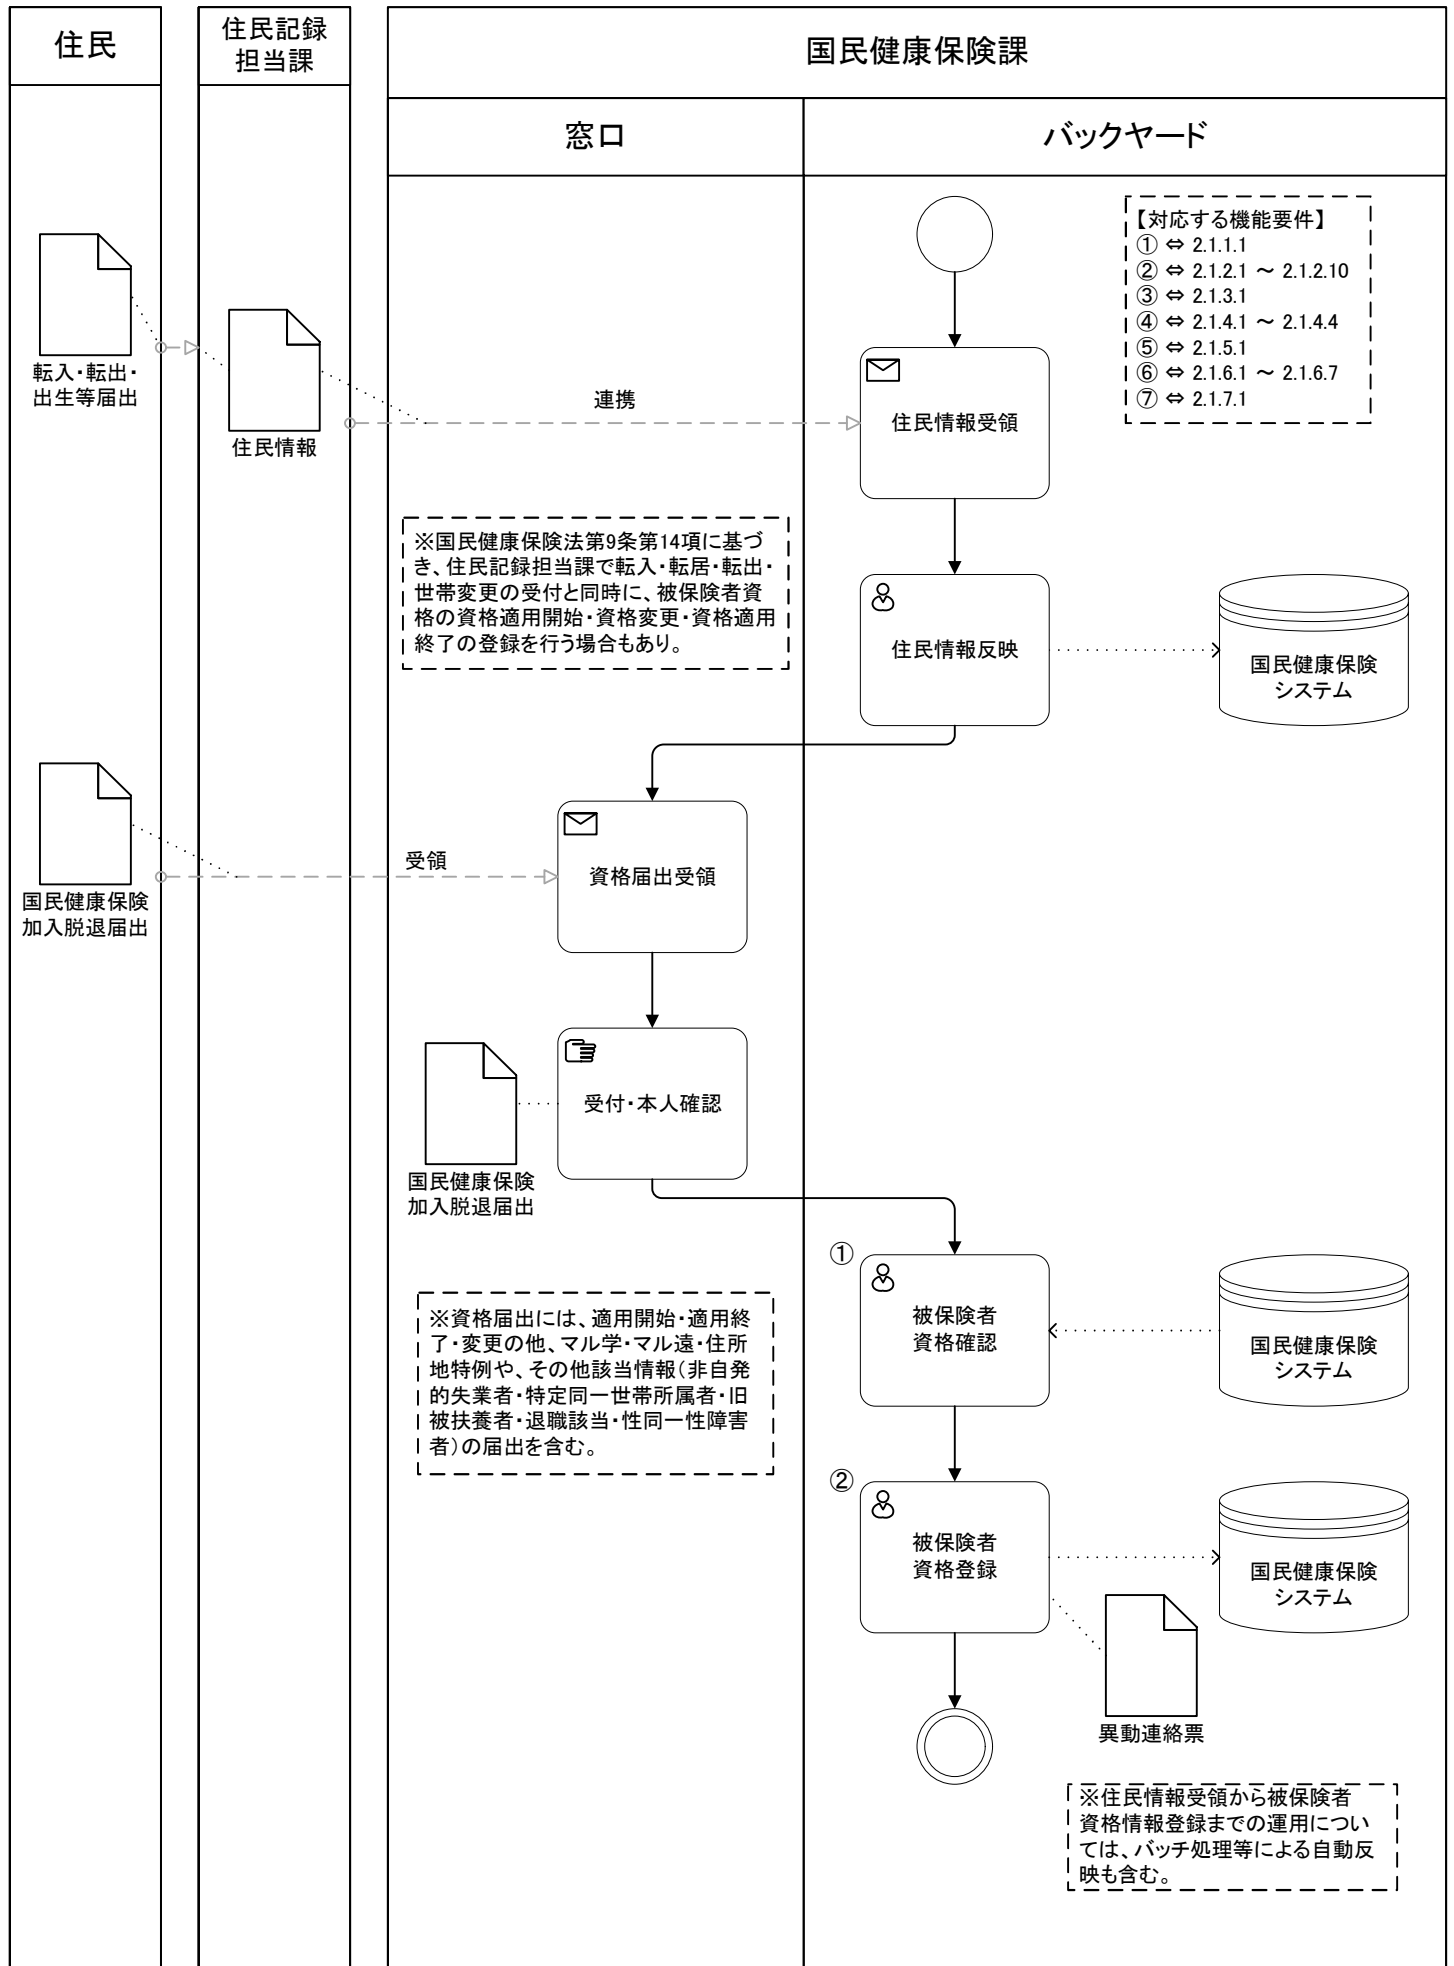 住民
住民記録
担当課
国民健康保険課
窓口
バックヤード
【対応する機能要件】
① ⇔ 2.1.1.1
② ⇔ 2.1.2.1 ～ 2.1.2.10
③ ⇔ 2.1.3.1
④ ⇔ 2.1.4.1 ～ 2.1.4.4
⑤ ⇔ 2.1.5.1
⑥ ⇔ 2.1.6.1 ～ 2.1.6.7
⑦ ⇔ 2.1.7.1
転入・転出・
出生等届出
住民情報
連携
住民情報受領
※国民健康保険法第9条第14項に基づ
き、住民記録担当課で転入・転居・転出・
世帯変更の受付と同時に、被保険者資
格の資格適用開始・資格変更・資格適用
終了の登録を行う場合もあり。
住民情報反映
国民健康保険
システム
国民健康保険
加入脱退届出
受領
資格届出受領
受付・本人確認
国民健康保険
加入脱退届出
①
被保険者
資格確認
国民健康保険
システム
※資格届出には、適用開始・適用終
了・変更の他、マル学・マル遠・住所
地特例や、その他該当情報（非自発
的失業者・特定同一世帯所属者・旧
被扶養者・退職該当・性同一性障害
者）の届出を含む。
②
被保険者
資格登録
国民健康保険
システム
異動連絡票
※住民情報受領から被保険者
資格情報登録までの運用につい
ては、バッチ処理等による自動反
映も含む。